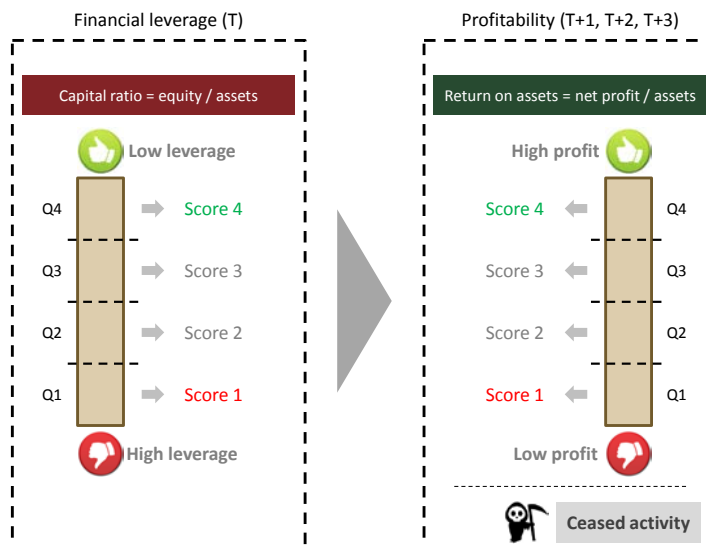 Financial leverage (T)
Capital ratio = equity / assets
Low leverage
Q4
Score 4
Q3
Score 3
Q2
Score 2
Q1
Score 1
High leverage
Profitability (T+1, T+2, T+3)
Return on assets = net profit / assets
High profit
Score 4
Q4
Score 3
Q3
Score 2
Q2
Score 1
Q1
Low profit
Ceased activity